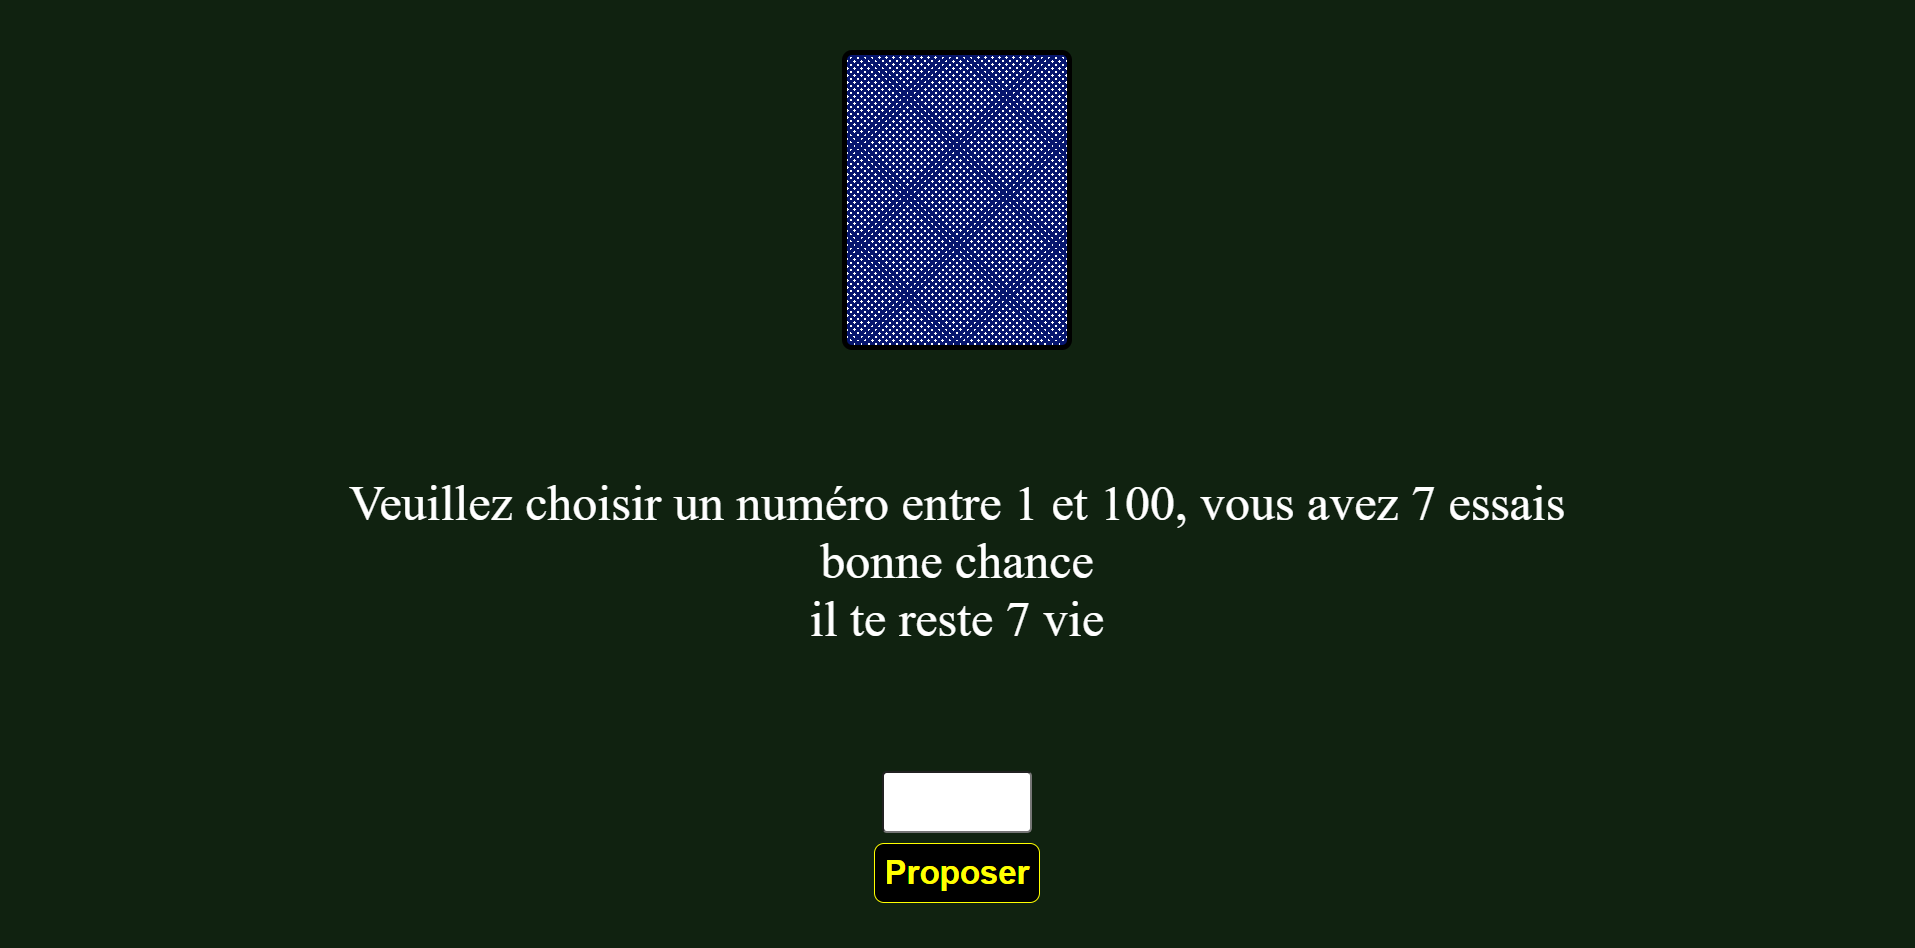 Veuillez choisir un numéro entre 1 et 100, vous avez 7 essais
bonne chance
il te reste 7 vie
Proposer